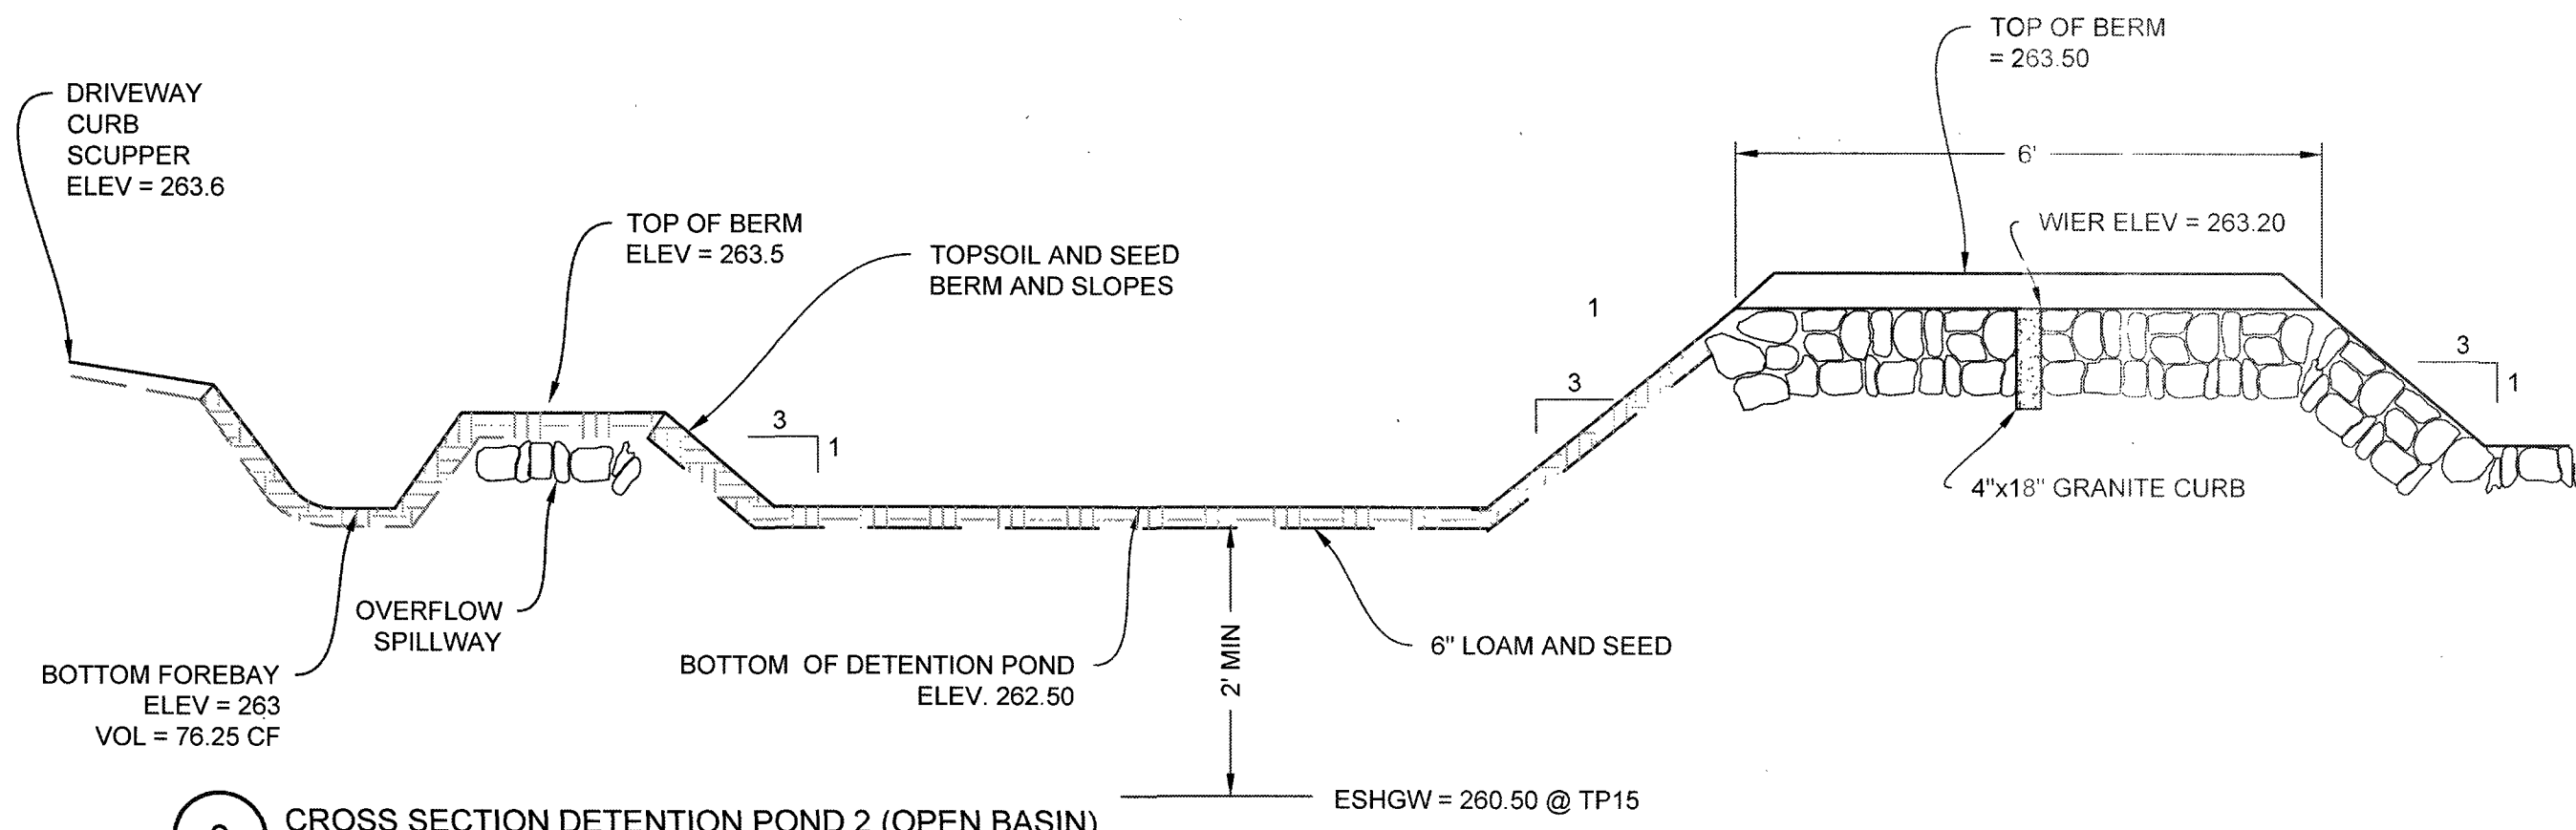 TOP OF BERM
= 263.50
DRIVEWAY
CURB
SCUPPER
ELEV = 263.6
6'
TOP OF BERM
ELEV = 263.5
WIER ELEV = 263.20
TOPSOIL AND SEED
BERM AND SLOPES
1
3
1
3
3
1
4"x18" GRANITE CURB
OVERFLOW
SPILLWAY
6" LOAM AND SEED
2' MIN
BOTTOM OF DETENTION POND
ELEV. 262.50
BOTTOM FOREBAY
ELEV = 263
VOL = 76.25 CF
ESHGW = 260.50 @ TP15
CROSS SECTION DETENTION POND 2 (OPEN BASIN)